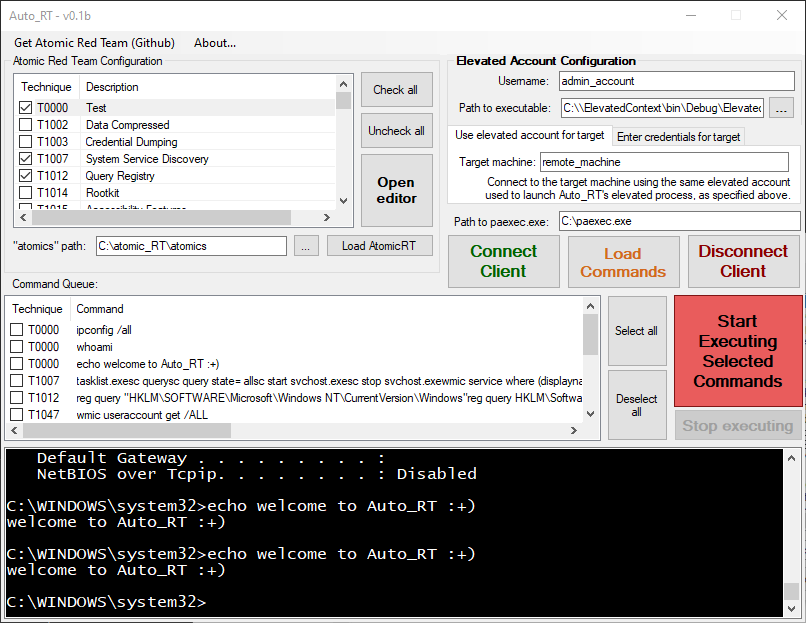 Auto_RT - v0.1b
Get Atomic Red Team (Github) About...
Atomic Red Team Configuration
Technique Description
T0000 Test
T1002 Data Compressed
T1003 Credential Dumping
T1007 System Service Discovery
T1012 Query Registry
T1014 Rootkit
T1015 Accessibility Features
Check all
Uncheck all
Open
editor
"atomics" path: C:\atomic_RT\atomics ... Load AtomicRT
Elevated Account Configuration
Username: admin_account
Path to executable: C:\\ElevatedContext\bin\Debug\Elevated ...
Use elevated account for target Enter credentials for target
Target machine: remote_machine
Connect to the target machine using the same elevated account
used to launch Auto_RT's elevated process, as specified above.
Path to paexec.exe: C:\paexec.exe
Connect
Client
Load
Commands
Disconnect
Client
Command Queue:
Technique Command
T0000 ipconfig /all
T0000 whoami
T0000 echo welcome to Auto_RT :+)
T1007 tasklist.exesc querysc query state= allsc start svchost.exesc stop svchost.exewmic service where (displayna
T1012 reg query "HKLM\SOFTWARE\Microsoft\Windows NT\CurrentVersion\Windows"reg query HKLM\Softwa
T1047 wmic useraccount get /ALL
Select all
Deselect
all
Start
Executing
Selected
Commands
Stop executing
Default Gateway . . . . . . . . . :
NetBIOS over Tcpip. . . . . . . . : Disabled
C:\WINDOWS\system32>echo welcome to Auto_RT :+)
welcome to Auto_RT :+)
C:\WINDOWS\system32>echo welcome to Auto_RT :+)
welcome to Auto_RT :+)
C:\WINDOWS\system32>